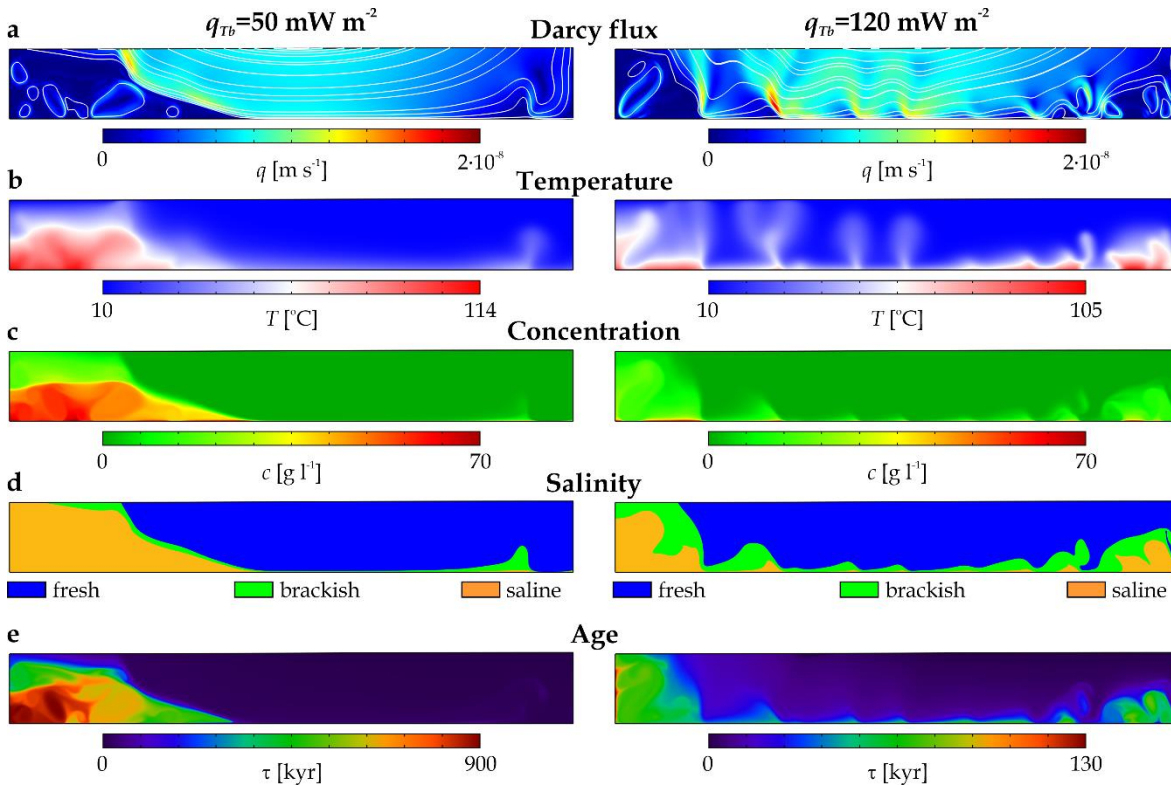 qTb=50 mW m-2
qTb=120 mW m-2
a
Darcy flux
0
2·10-8
q [m s-1]
0
2·10-8
q [m s-1]
b
Temperature
10
114
T [°C]
10
105
T [°C]
c
Concentration
0
70
c [g l-1]
0
70
c [g l-1]
d
Salinity
fresh
brackish
saline
fresh
brackish
saline
e
Age
0
900
τ [kyr]
0
130
τ [kyr]